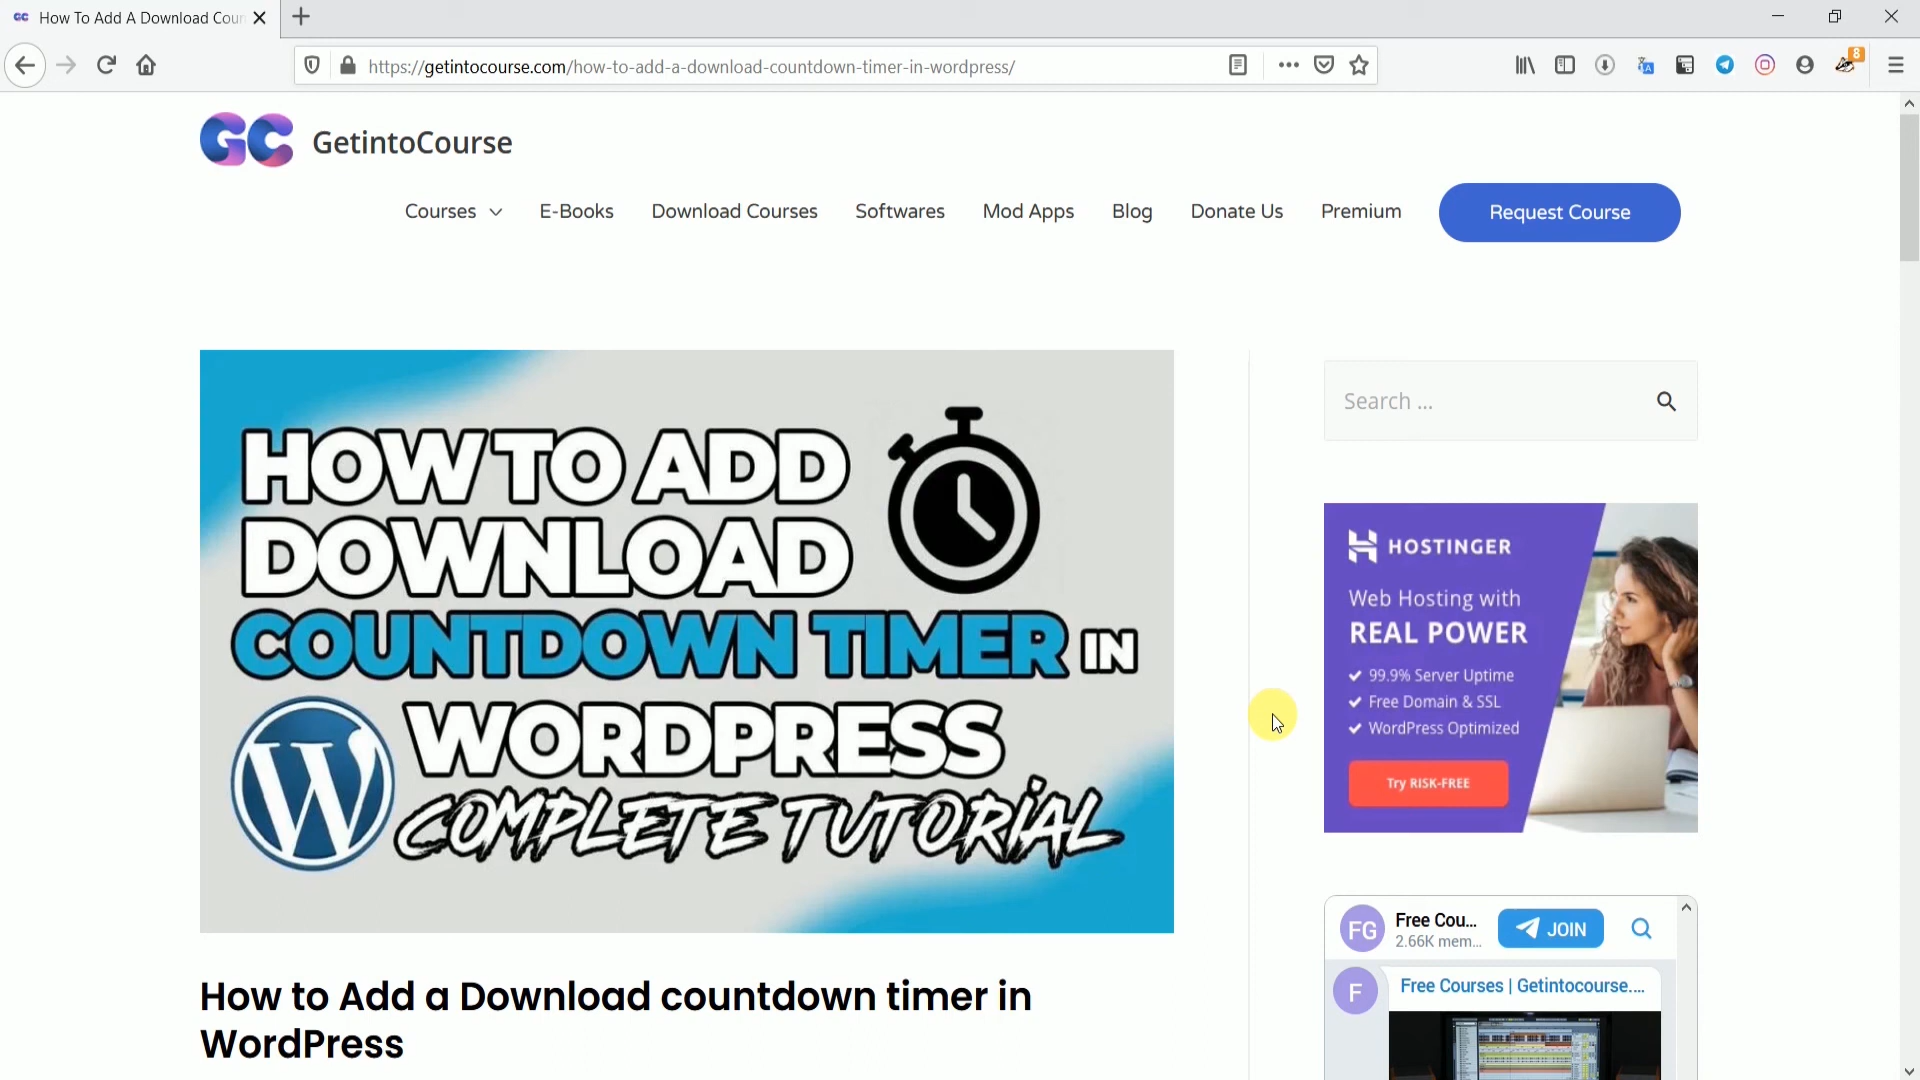 GC How To Add A Download Cour
https://getintocourse.com/how-to-add-a-download-countdown-timer-in-wordpress/
8
GC GetintoCourse
Courses E-Books Download Courses Softwares Mod Apps Blog Donate Us Premium Request Course
HOW TO ADD
DOWNLOAD
COUNTDOWN TIMER IN
WORDPRESS
COMPLETE TUTORIAL
Search ...
HOSTINGER
Web Hosting with
REAL POWER
99.9% Server Uptime
Free Domain & SSL
WordPress Optimized
Try RISK-FREE
FG Free Cou... JOIN
2.66K mem...
F Free Courses | Getintocourse....
How to Add a Download countdown timer in
WordPress